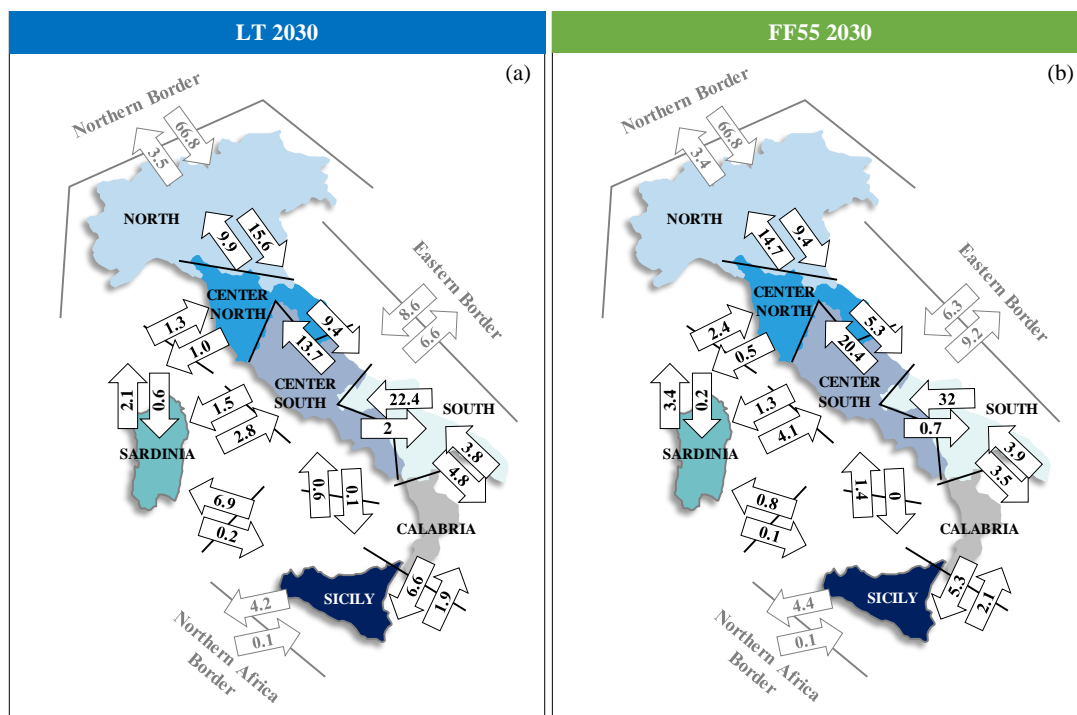 LT 2030
FF55 2030
(a)
Northern Border
66.8
3.5
NORTH
9.9
15.6
Eastern Border
8.6
6.6
CENTER
NORTH
1.3
1.0
9.4
13.7
2.1
0.6
1.5
2.8
CENTER
SOUTH
22.4
2
SOUTH
SARDINIA
3.8
4.8
0.6
0.1
6.9
0.2
CALABRIA
6.6
1.9
SICILY
4.2
0.1
Northern Africa
Border
(b)
Northern Border
66.8
3.4
NORTH
14.7
9.4
Eastern Border
6.3
9.2
CENTER
NORTH
2.4
0.5
5.3
20.4
3.4
0.2
1.3
4.1
CENTER
SOUTH
32
0.7
SOUTH
SARDINIA
3.9
3.5
1.4
0
0.8
0.1
CALABRIA
5.3
2.1
SICILY
4.4
0.1
Northern Africa
Border